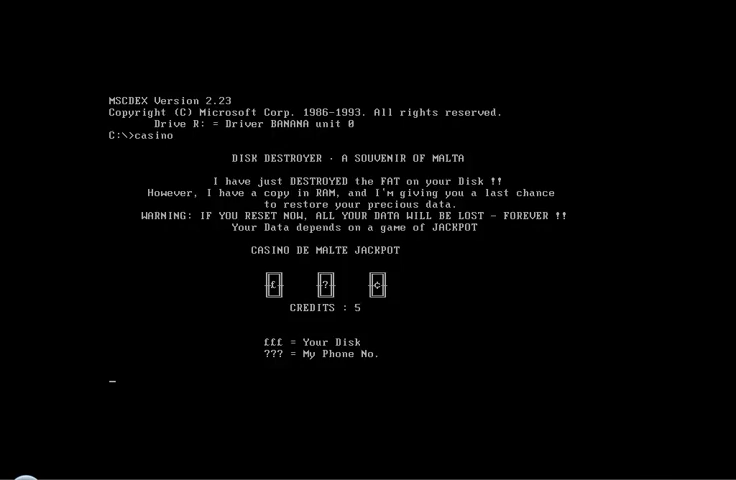 MSCDEX Version 2.23
Copyright (C) Microsoft Corp. 1986-1993. All rights reserved.
Drive R: = Driver BANANA unit 0
C:\>casino
DISK DESTROYER · A SOUVENIR OF MALTA
I have just DESTROYED the FAT on your Disk !!
However, I have a copy in RAM, and I'm giving you a last chance
to restore your precious data.
WARNING: IF YOU RESET NOW, ALL YOUR DATA WILL BE LOST - FOREVER !!
Your Data depends on a game of JACKPOT
CASINO DE MALTE JACKPOT
£ ? ¢
CREDITS : 5
£££ = Your Disk
??? = My Phone No.